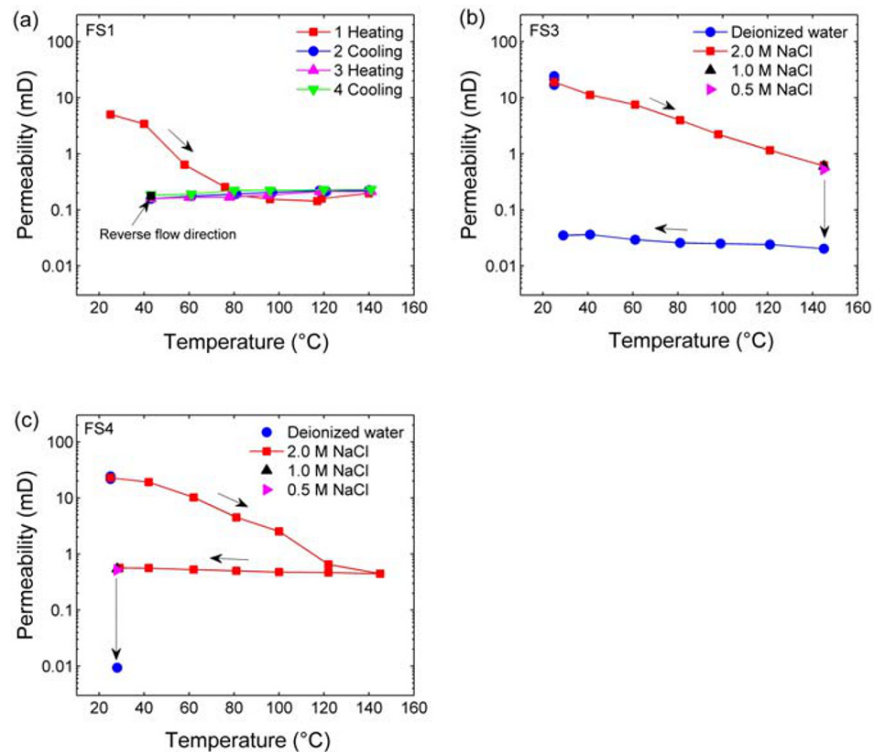 (a)
FS1
1 Heating
2 Cooling
3 Heating
4 Cooling
Reverse flow direction
100
10
1
0.1
0.01
Permeability (mD)
20 40 60 80 100 120 140 160
Temperature (°C)
(b)
FS3
Deionized water
2.0 M NaCl
1.0 M NaCl
0.5 M NaCl
100
10
1
0.1
0.01
Permeability (mD)
20 40 60 80 100 120 140 160
Temperature (°C)
(c)
FS4
Deionized water
2.0 M NaCl
1.0 M NaCl
0.5 M NaCl
100
10
1
0.1
0.01
Permeability (mD)
20 40 60 80 100 120 140 160
Temperature (°C)